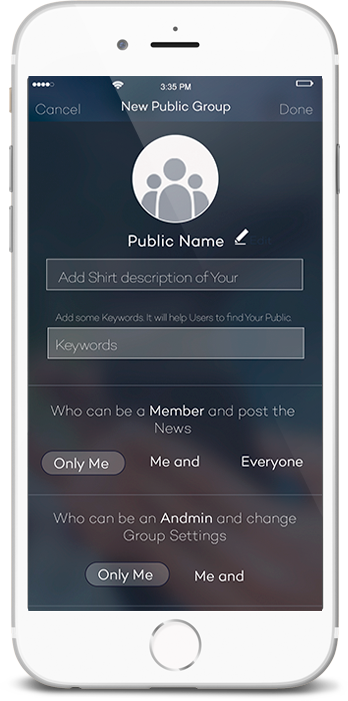 3:35 PM
Cancel New Public Group Done
Public Name
Add Shirt description of Your
Add some Keywords. It will help Users to find Your Public.
Keywords
Who can be a Member and post the
News
Only Me Me and Everyone
Who can be an Andmin and change
Group Settings
Only Me Me and